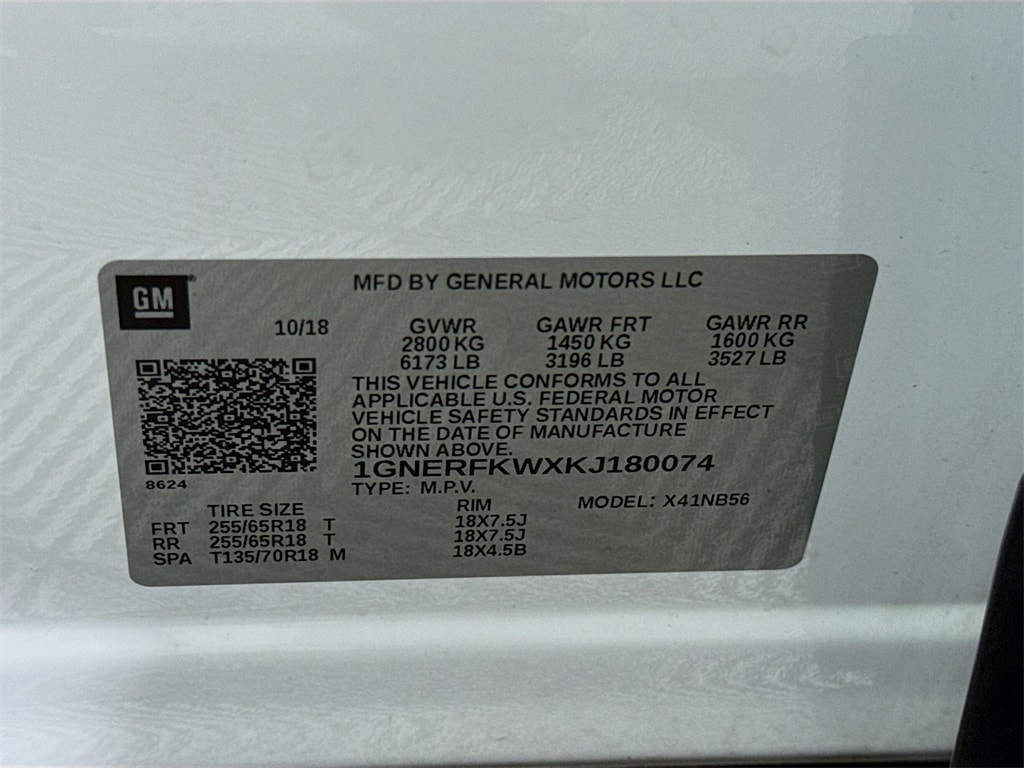 GM
MFD BY GENERAL MOTORS LLC
10/18 GVWR GAWR FRT GAWR RR
2800 KG 1450 KG 1600 KG
6173 LB 3196 LB 3527 LB
THIS VEHICLE CONFORMS TO ALL
APPLICABLE U.S. FEDERAL MOTOR
VEHICLE SAFETY STANDARDS IN EFFECT
ON THE DATE OF MANUFACTURE
SHOWN ABOVE.
1GNERFKWXKJ180074
8624
TYPE: M.P.V. MODEL: X41NB56
TIRE SIZE RIM
FRT 255/65R18 T 18X7.5J
RR 255/65R18 T 18X7.5J
SPA T135/70R18 M 18X4.5B